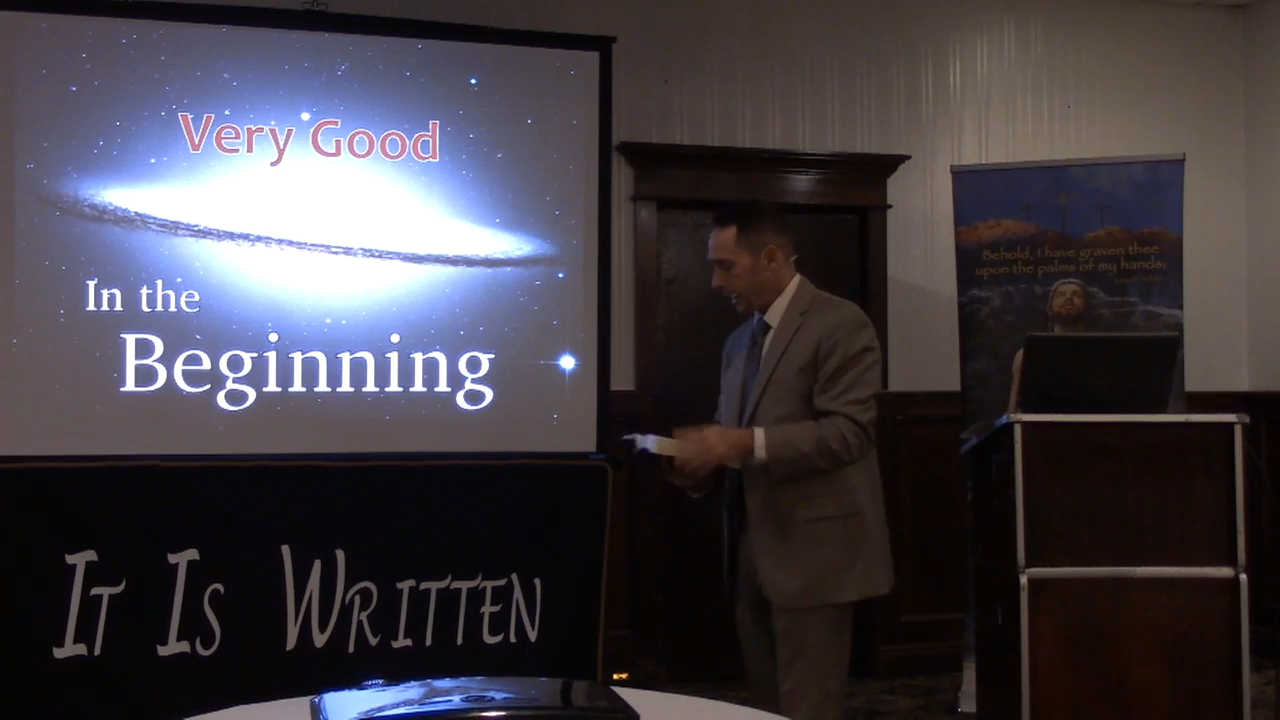 Very Good
In the
Beginning
IT IS WRITTEN
Behold, I have graven thee
upon the palms of my hands;